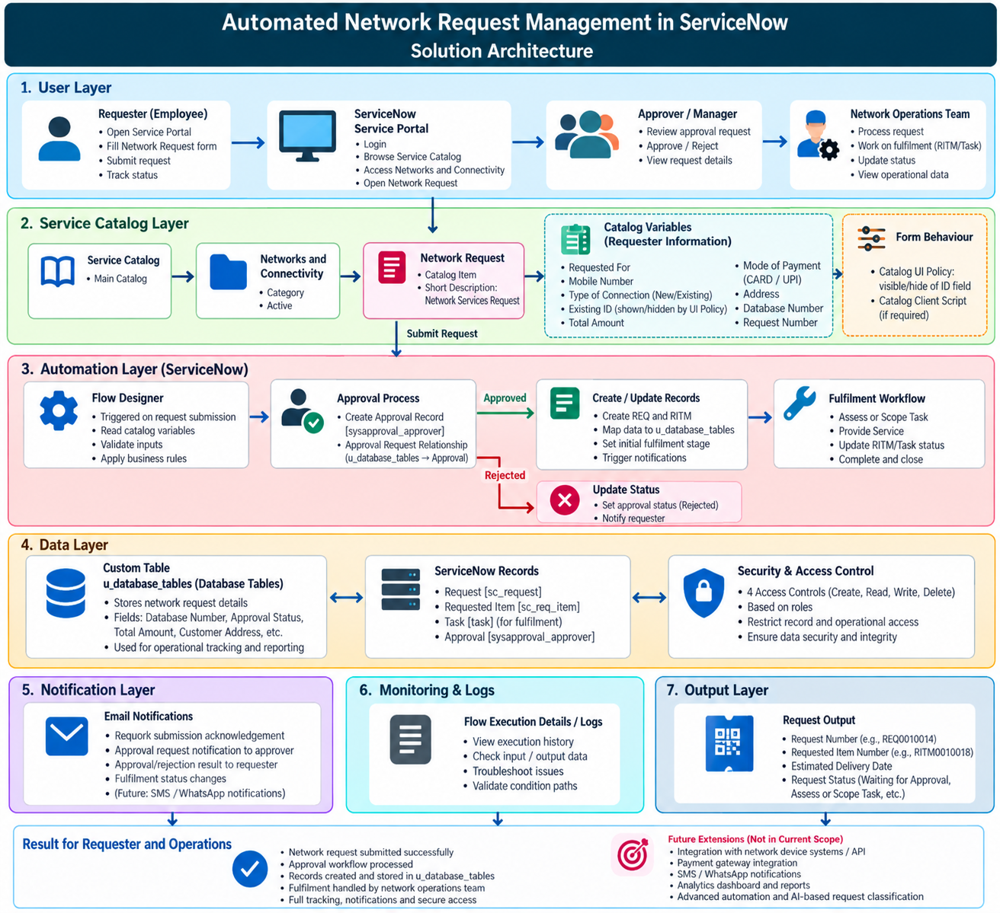 Automated Network Request Management in ServiceNow
Solution Architecture
1. User Layer
Requester (Employee)
• Open Service Portal
• Fill Network Request form
• Submit request
• Track status
ServiceNow
Service Portal
• Login
• Browse Service Catalog
• Access Networks and Connectivity
• Open Network Request
Approver / Manager
• Review approval request
• Approve / Reject
• View request details
Network Operations Team
• Process request
• Work on fulfilment (RITM/Task)
• Update status
• View operational data
2. Service Catalog Layer
Service Catalog
• Main Catalog
Networks and
Connectivity
• Category
• Active
Network Request
• Catalog Item
• Short Description:
Network Services Request
Catalog Variables
(Requester Information)
• Requested For
• Mobile Number
• Type of Connection (New/Existing)
• Existing ID (shown/hidden by UI Policy)
• Total Amount
• Mode of Payment
(CARD / UPI)
• Address
• Database Number
• Request Number
Form Behaviour
• Catalog UI Policy:
visible/hide of ID field
• Catalog Client Script
(if required)
Submit Request
3. Automation Layer (ServiceNow)
Flow Designer
• Triggered on request submission
• Read catalog variables
• Validate inputs
• Apply business rules
Approval Process
• Create Approval Record
[sysapproval_approver]
• Approval Request Relationship
(u_database_tables → Approval)
Approved
Rejected
Create / Update Records
• Create REQ and RITM
• Map data to u_database_tables
• Set initial fulfilment stage
• Trigger notifications
Update Status
• Set approval status (Rejected)
• Notify requester
Fulfilment Workflow
• Assess or Scope Task
• Provide Service
• Update RITM/Task status
• Complete and close
4. Data Layer
Custom Table
u_database_tables (Database Tables)
• Stores network request details
• Fields: Database Number, Approval Status,
Total Amount, Customer Address, etc.
• Used for operational tracking and reporting
ServiceNow Records
• Request [sc_request]
• Requested Item [sc_req_item]
• Task [task] (for fulfilment)
• Approval [sysapproval_approver]
Security & Access Control
• 4 Access Controls (Create, Read, Write, Delete)
• Based on roles
• Restrict record and operational access
• Ensure data security and integrity
5. Notification Layer
Email Notifications
• Requork submission acknowledgement
• Approval request notification to approver
• Approval/rejection result to requester
• Fulfilment status changes
• (Future: SMS / WhatsApp notifications)
6. Monitoring & Logs
Flow Execution Details / Logs
• View execution history
• Check input / output data
• Troubleshoot issues
• Validate condition paths
7. Output Layer
Request Output
• Request Number (e.g., REQ0010014)
• Requested Item Number (e.g., RITM0010018)
• Estimated Delivery Date
• Request Status (Waiting for Approval,
Assess or Scope Task, etc.)
Result for Requester and Operations
• Network request submitted successfully
• Approval workflow processed
• Records created and stored in u_database_tables
• Fulfilment handled by network operations team
• Full tracking, notifications and secure access
Future Extensions (Not in Current Scope)
• Integration with network device systems / API
• Payment gateway integration
• SMS / WhatsApp notifications
• Analytics dashboard and reports
• Advanced automation and AI-based request classification